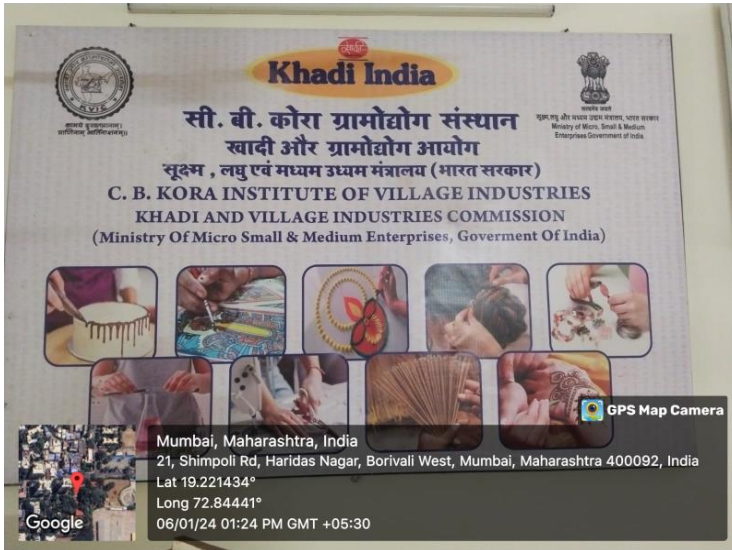 खादी
Khadi India
KVIC
सी. बी. कोरा ग्रामोद्योग संस्थान
खादी और ग्रामोद्योग आयोग
सूक्ष्म , लघु एवं मध्यम उध्यम मंत्रालय (भारत सरकार)
C. B. KORA INSTITUTE OF VILLAGE INDUSTRIES
KHADI AND VILLAGE INDUSTRIES COMMISSION
(Ministry Of Micro Small & Medium Enterprises, Goverment Of India)
सत्यमेव जयते
सूक्ष्म,लघु और मध्यम उद्यम मंत्रालय, भारत सरकार
Ministry of Micro, Small & Medium
Enterprises Government of India
GPS Map Camera
Mumbai, Maharashtra, India
21, Shimpoli Rd, Haridas Nagar, Borivali West, Mumbai, Maharashtra 400092, India
Lat 19.221434°
Long 72.84441°
06/01/24 01:24 PM GMT +05:30
Google